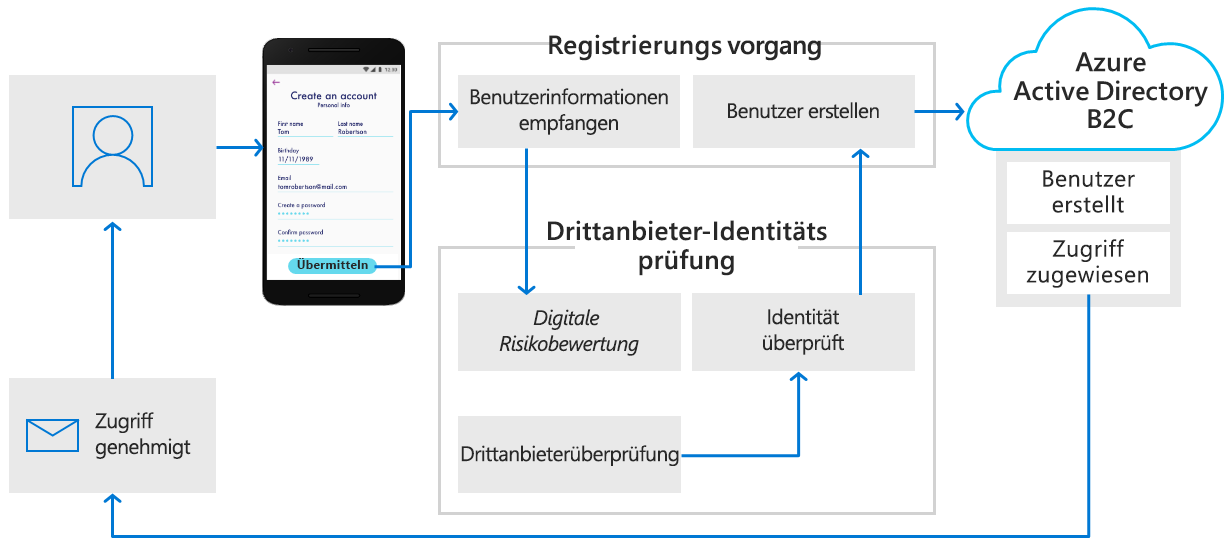 12:39
Create an account
Personal info
First name
Last name
Tom
Robertson
Birthday
11/11/1989
Email
tomrobertson@mail.com
Create a password
Confirm password
Übermitteln
Registrierungs vorgang
Benutzerinformationen
empfangen
Benutzer erstellen
Drittanbieter-Identitäts
prüfung
Digitale
Risikobewertung
Identität
überprüft
Drittanbieterüberprüfung
Azure
Active Directory
B2C
Benutzer
erstellt
Zugriff
zugewiesen
Zugriff
genehmigt